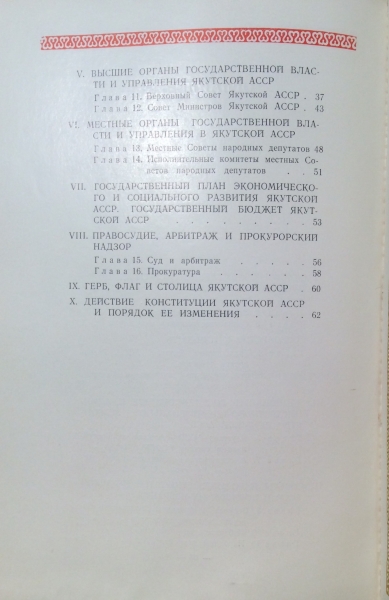 V. ВЫСШИЕ ОРГАНЫ ГОСУДАРСТВЕННОЙ ВЛАС-
ТИ И УПРАВЛЕНИЯ ЯКУТСКОЙ АССР
Глава 11. Верховный Совет Якутской АССР . 37
Глава 12. Совет Министров Якутской АССР . 43
VI. МЕСТНЫЕ ОРГАНЫ ГОСУДАРСТВЕННОЙ ВЛА-
СТИ И УПРАВЛЕНИЯ В ЯКУТСКОЙ АССР
Глава 13. Местные Советы народных депутатов 48
Глава 14. Исполнительные комитеты местных Со-
ветов народных депутатов . . 51
VII. ГОСУДАРСТВЕННЫЙ ПЛАН ЭКОНОМИЧЕСКО-
ГО И СОЦИАЛЬНОГО РАЗВИТИЯ ЯКУТСКОЙ
АССР. ГОСУДАРСТВЕННЫЙ БЮДЖЕТ ЯКУТ-
СКОЙ АССР . . . . . . . . 53
VIII. ПРАВОСУДИЕ, АРБИТРАЖ И ПРОКУРОРСКИЙ
НАДЗОР
Глава 15. Суд и арбитраж . . . . 56
Глава 16. Прокуратура . . . . . 58
IX. ГЕРБ, ФЛАГ И СТОЛИЦА ЯКУТСКОЙ АССР . 60
X. ДЕЙСТВИЕ КОНСТИТУЦИИ ЯКУТСКОЙ АССР
И ПОРЯДОК ЕЕ ИЗМЕНЕНИЯ . . . . 62